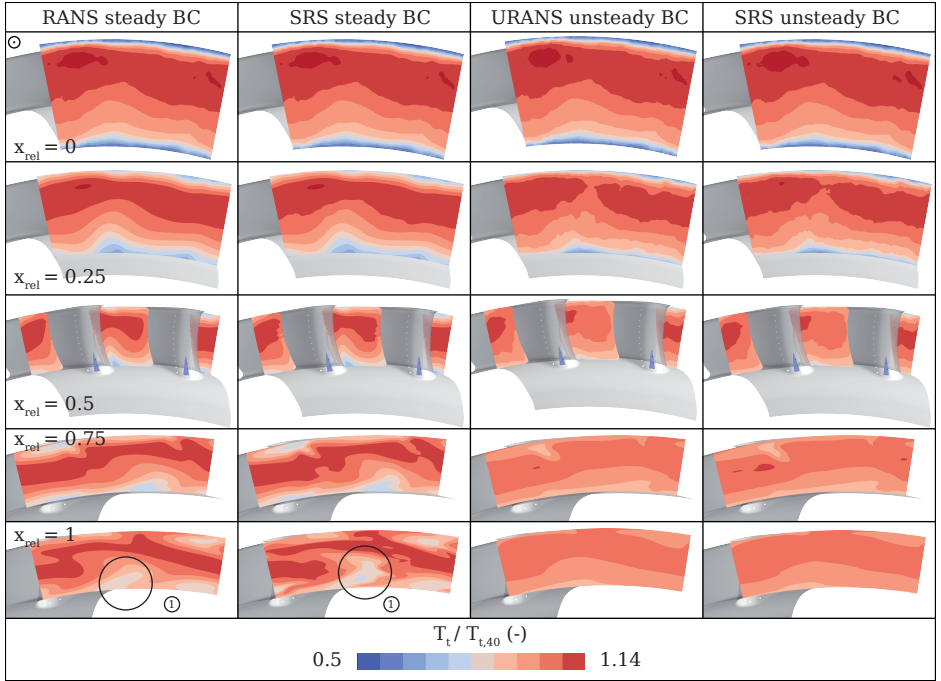 RANS steady BC SRS steady BC URANS unsteady BC SRS unsteady BC
x_rel = 0
x_rel = 0.25
x_rel = 0.5
x_rel = 0.75
x_rel = 1
1 1
T_t / T_t,40 (-)
0.5 1.14